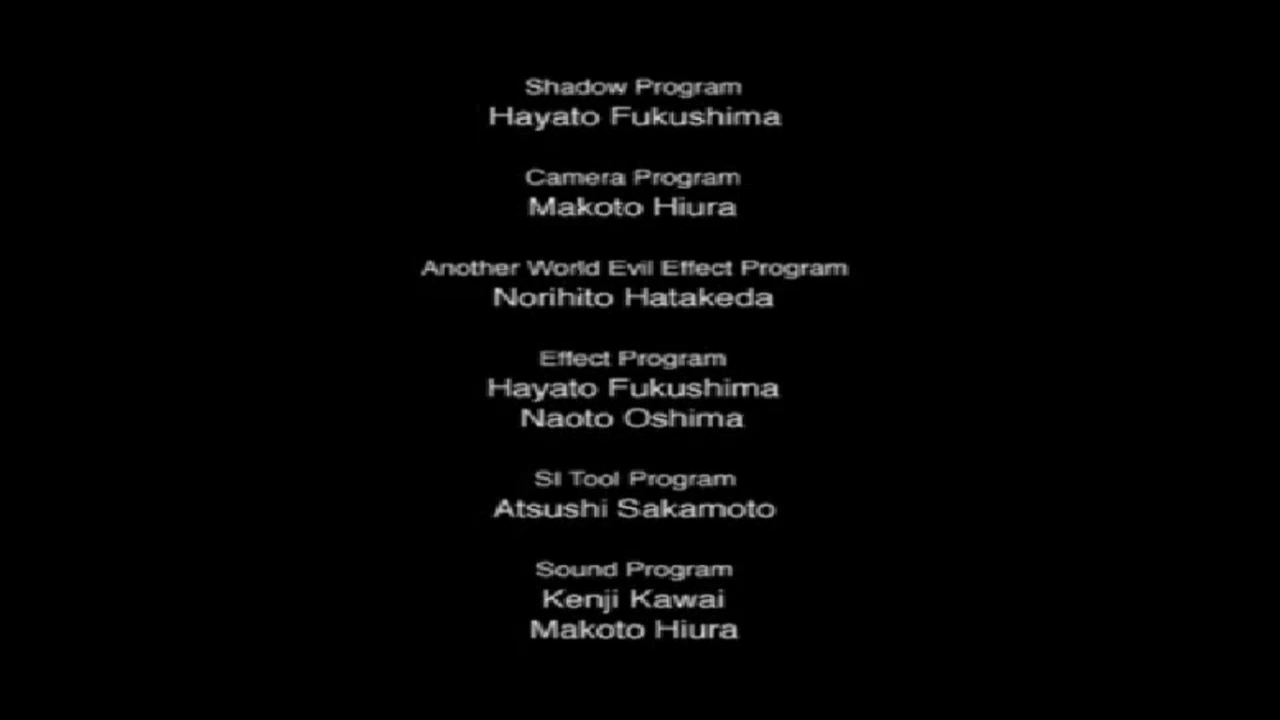 Shadow Program
Hayato Fukushima
Camera Program
Makoto Hiura
Another World Evil Effect Program
Norihito Hatakeda
Effect Program
Hayato Fukushima
Naoto Oshima
SI Tool Program
Atsushi Sakamoto
Sound Program
Kenji Kawai
Makoto Hiura